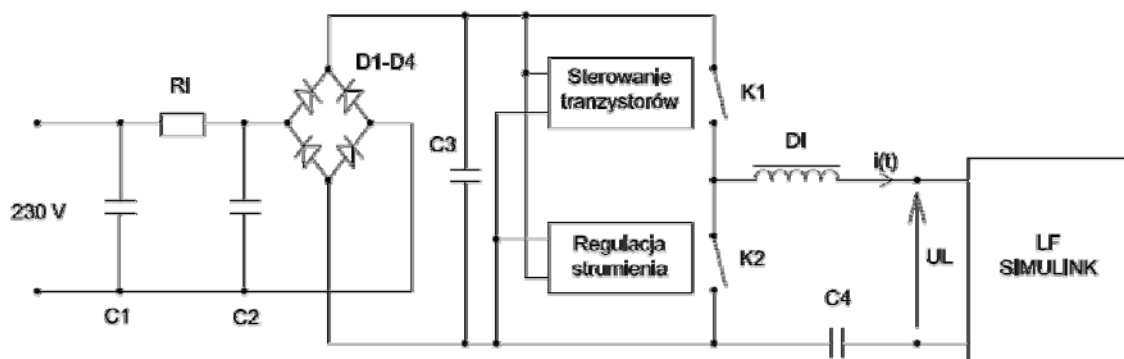 D1-D4
RI
230 V
C1
C2
C3
Sterowanie
tranzystorów
Regulacja
strumienia
K1
K2
DI
i(t)
UL
C4
LF
SIMULINK